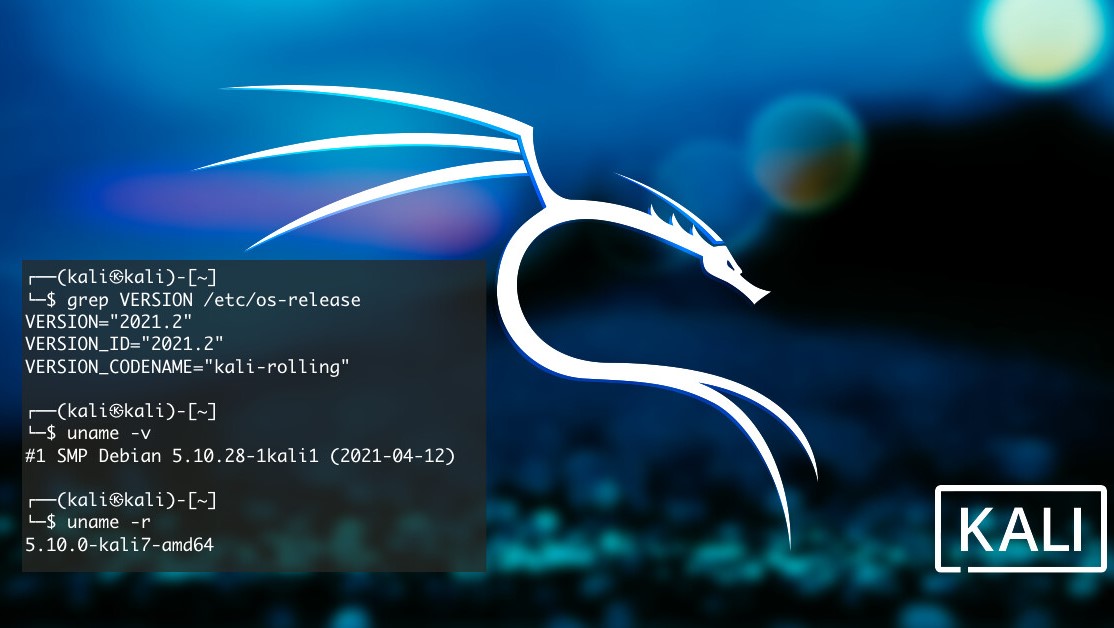 ┌──(kali㉿kali)-[~]
└─$ grep VERSION /etc/os-release
VERSION="2021.2"
VERSION_ID="2021.2"
VERSION_CODENAME="kali-rolling"
┌──(kali㉿kali)-[~]
└─$ uname -v
#1 SMP Debian 5.10.28-1kali1 (2021-04-12)
┌──(kali㉿kali)-[~]
└─$ uname -r
5.10.0-kali7-amd64
KALI